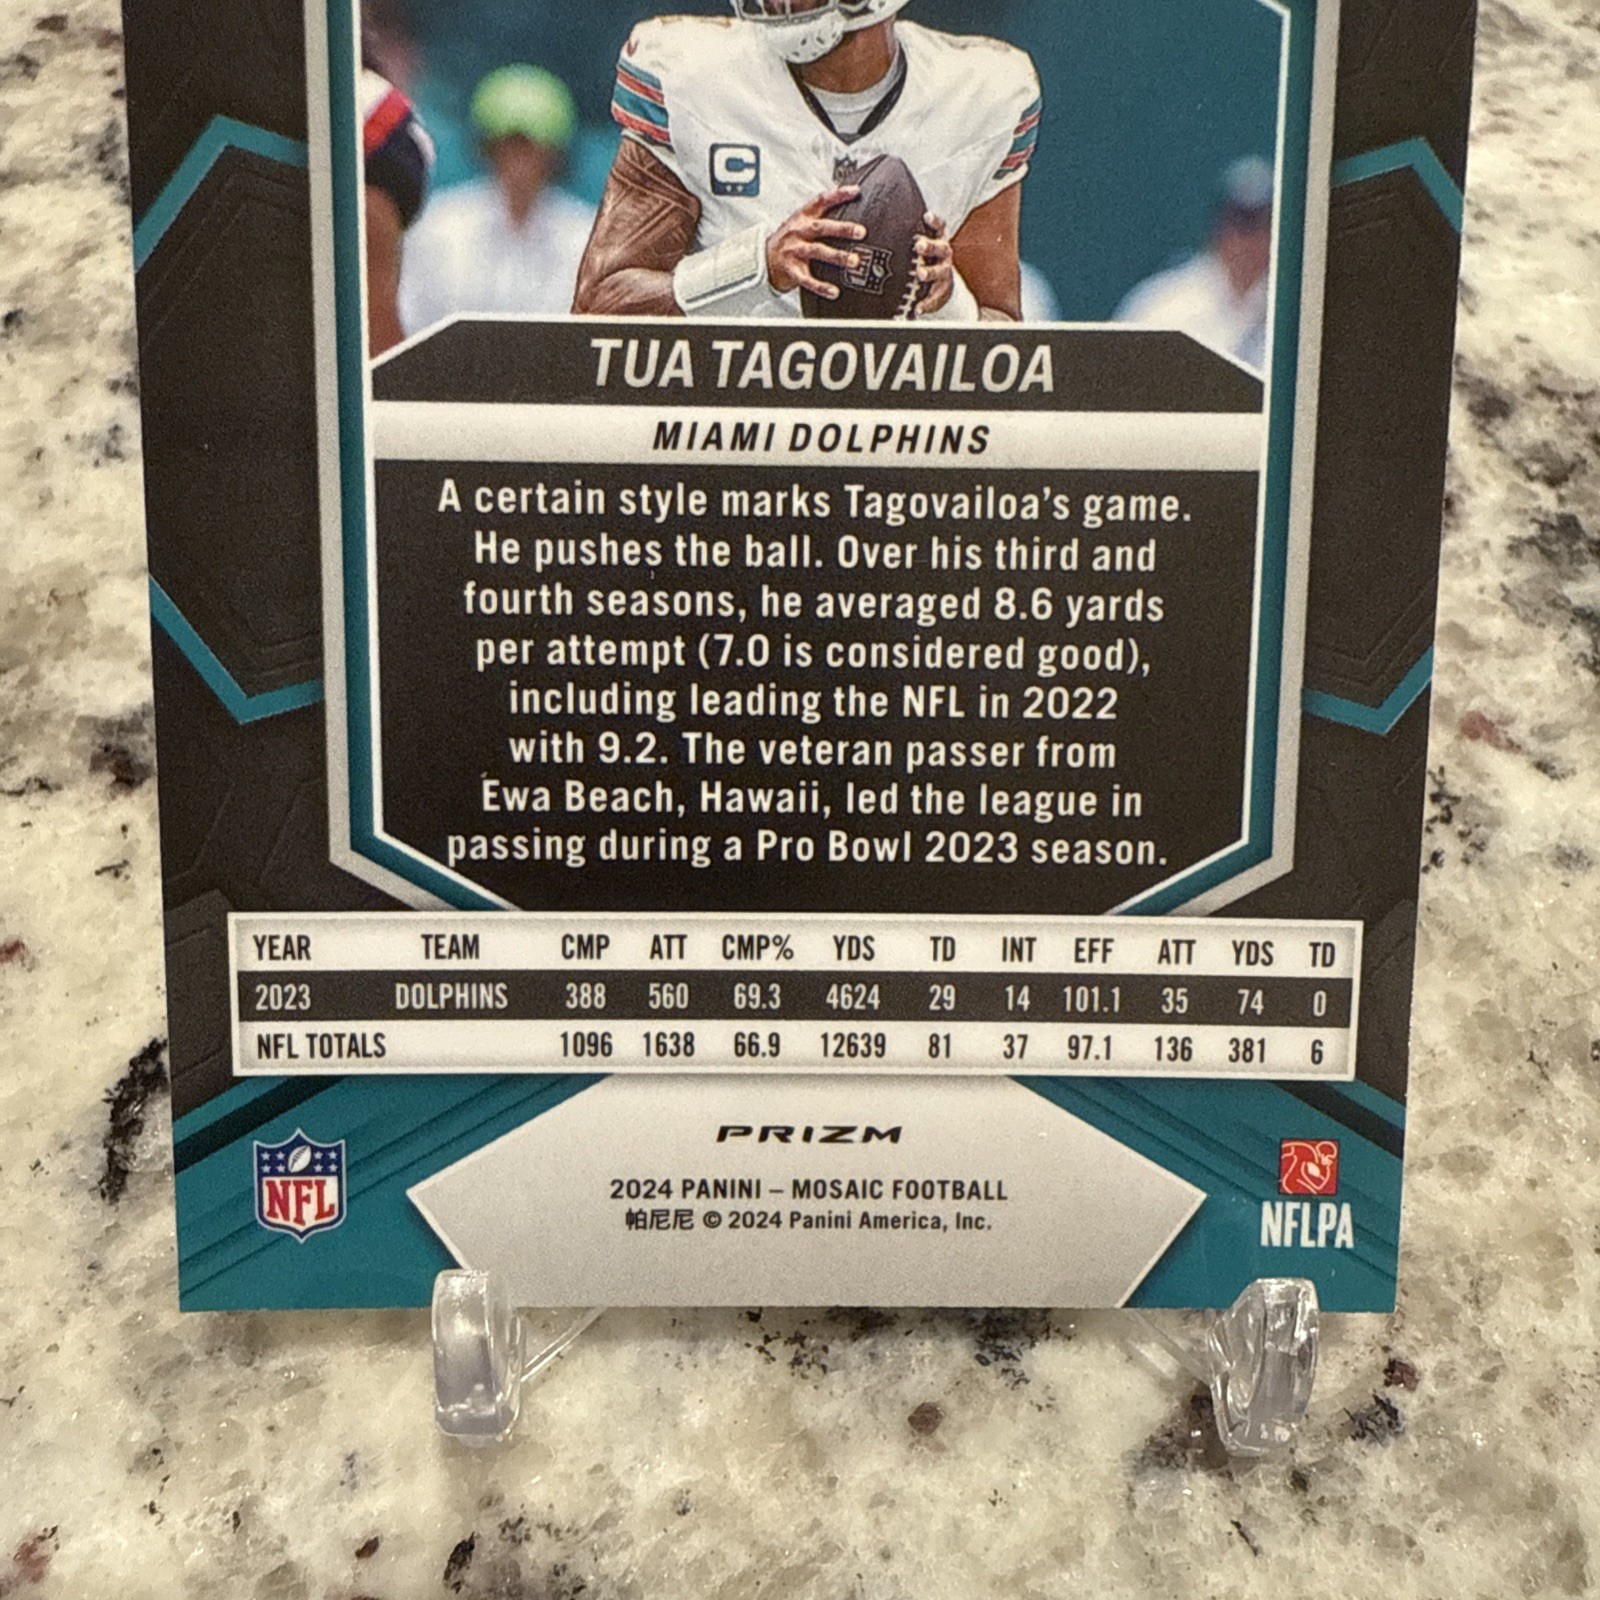 C
TUA TAGOVAILOA
MIAMI DOLPHINS
A certain style marks Tagovailoa's game.
He pushes the ball. Over his third and
fourth seasons, he averaged 8.6 yards
per attempt (7.0 is considered good),
including leading the NFL in 2022
with 9.2. The veteran passer from
Ewa Beach, Hawaii, led the league in
passing during a Pro Bowl 2023 season.
YEAR TEAM CMP ATT CMP% YDS TD INT EFF ATT YDS TD
2023 DOLPHINS 388 560 69.3 4624 29 14 101.1 35 74 0
NFL TOTALS 1096 1638 66.9 12639 81 37 97.1 136 381 6
PRIZM
2024 PANINI – MOSAIC FOOTBALL
帕尼尼 © 2024 Panini America, Inc.
NFL
NFLPA